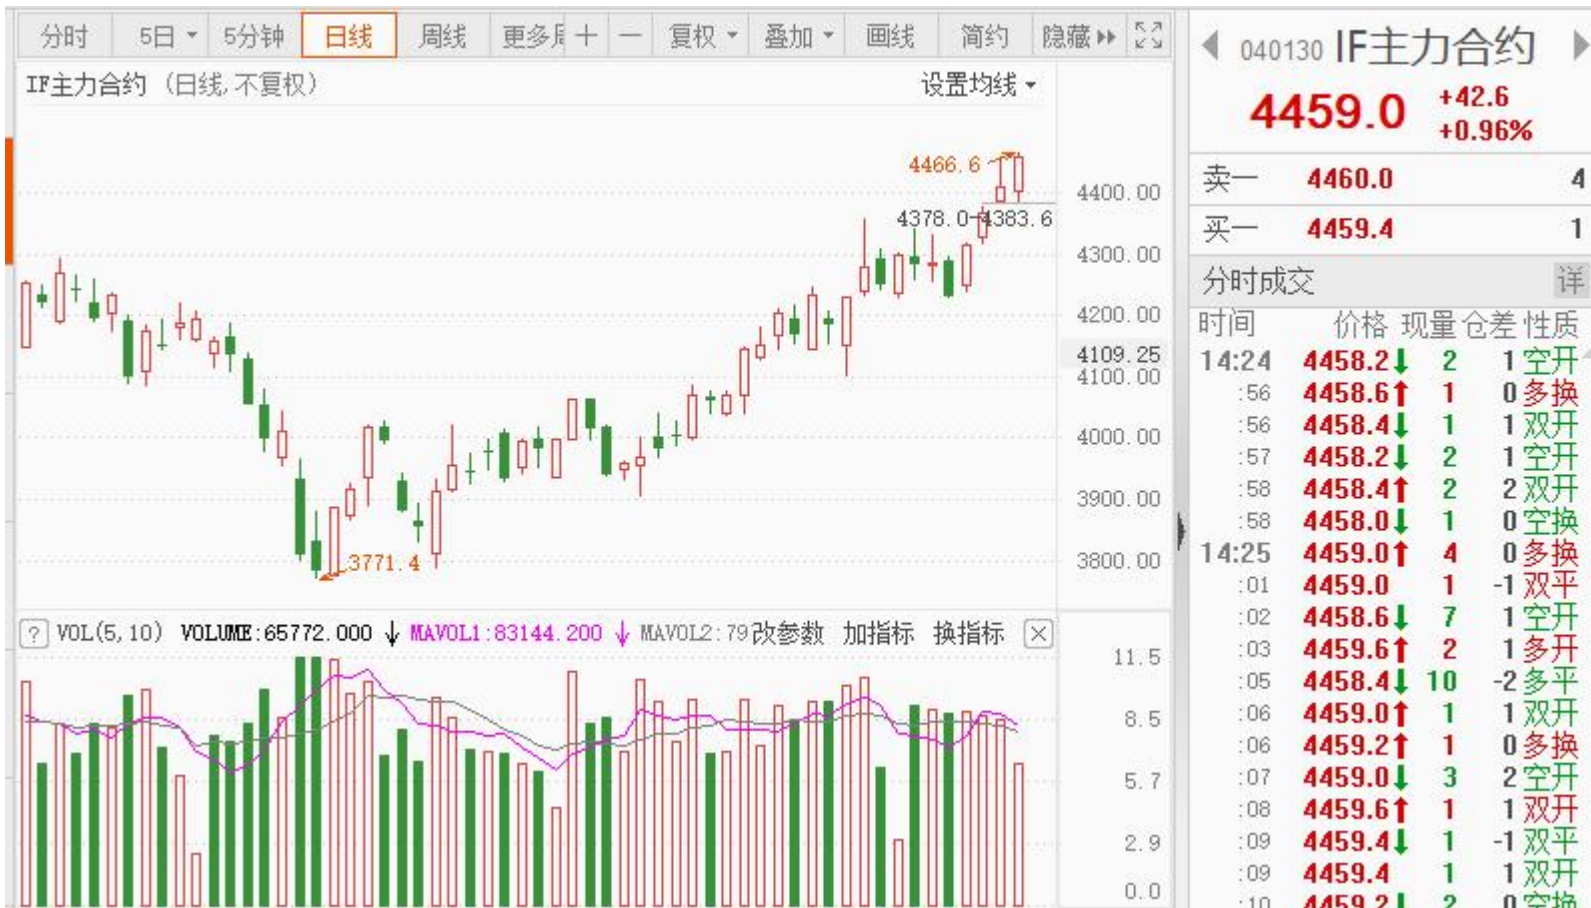 分时 5日 5分钟 日线 周线 更多 + — 复权 叠加 画线 简约 隐藏
IF主力合约 (日线,不复权) 设置均线
4466.6
4378.0 4383.6
3771.4
4400.00
4300.00
4200.00
4109.25
4100.00
4000.00
3900.00
3800.00
? VOL(5,10) VOLUME:65772.000 ↓ MAVOL1:83144.200 ↓ MAVOL2:79 改参数 加指标 换指标 ×
11.5
8.5
5.7
2.9
0.0
040130 IF主力合约
4459.0 +42.6
+0.96%
卖一 4460.0 4
买一 4459.4 1
分时成交 详
时间 价格 现量 仓差 性质
14:24 4458.2↓ 2 1 空开
:56 4458.6↑ 1 0 多换
:56 4458.4↓ 1 1 双开
:57 4458.2↓ 2 1 空开
:58 4458.4↑ 2 2 双开
:58 4458.0↓ 1 0 空换
14:25 4459.0↑ 4 0 多换
:01 4459.0 1 -1 双平
:02 4458.6↓ 7 1 空开
:03 4459.6↑ 2 1 多开
:05 4458.4↓ 10 -2 多平
:06 4459.0↑ 1 1 双开
:06 4459.2↑ 1 0 多换
:07 4459.0↓ 3 2 空开
:08 4459.6↑ 1 1 双开
:09 4459.4↓ 1 -1 双平
:09 4459.4 1 1 双开
:10 4459.2↓ 2 0 空换